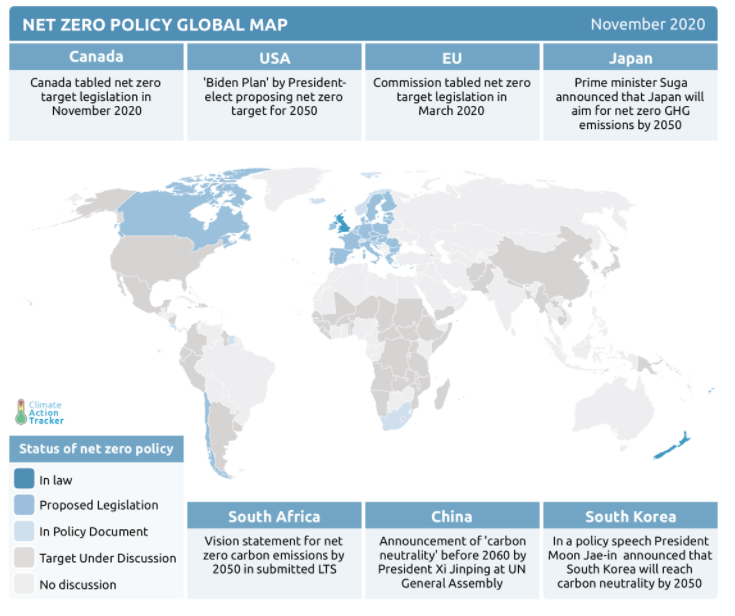 NET ZERO POLICY GLOBAL MAP
November 2020
Canada
Canada tabled net zero
target legislation in
November 2020
USA
'Biden Plan' by President-
elect proposing net zero
target for 2050
EU
Commission tabled net zero
target legislation in
March 2020
Japan
Prime minister Suga
announced that Japan will
aim for net zero GHG
emissions by 2050
Climate
Action
Tracker
Status of net zero policy
In law
Proposed Legislation
In Policy Document
Target Under Discussion
No discussion
South Africa
Vision statement for net
zero carbon emissions by
2050 in submitted LTS
China
Announcement of 'carbon
neutrality' before 2060 by
President Xi Jinping at UN
General Assembly
South Korea
In a policy speech President
Moon Jae-in announced that
South Korea will reach
carbon neutrality by 2050